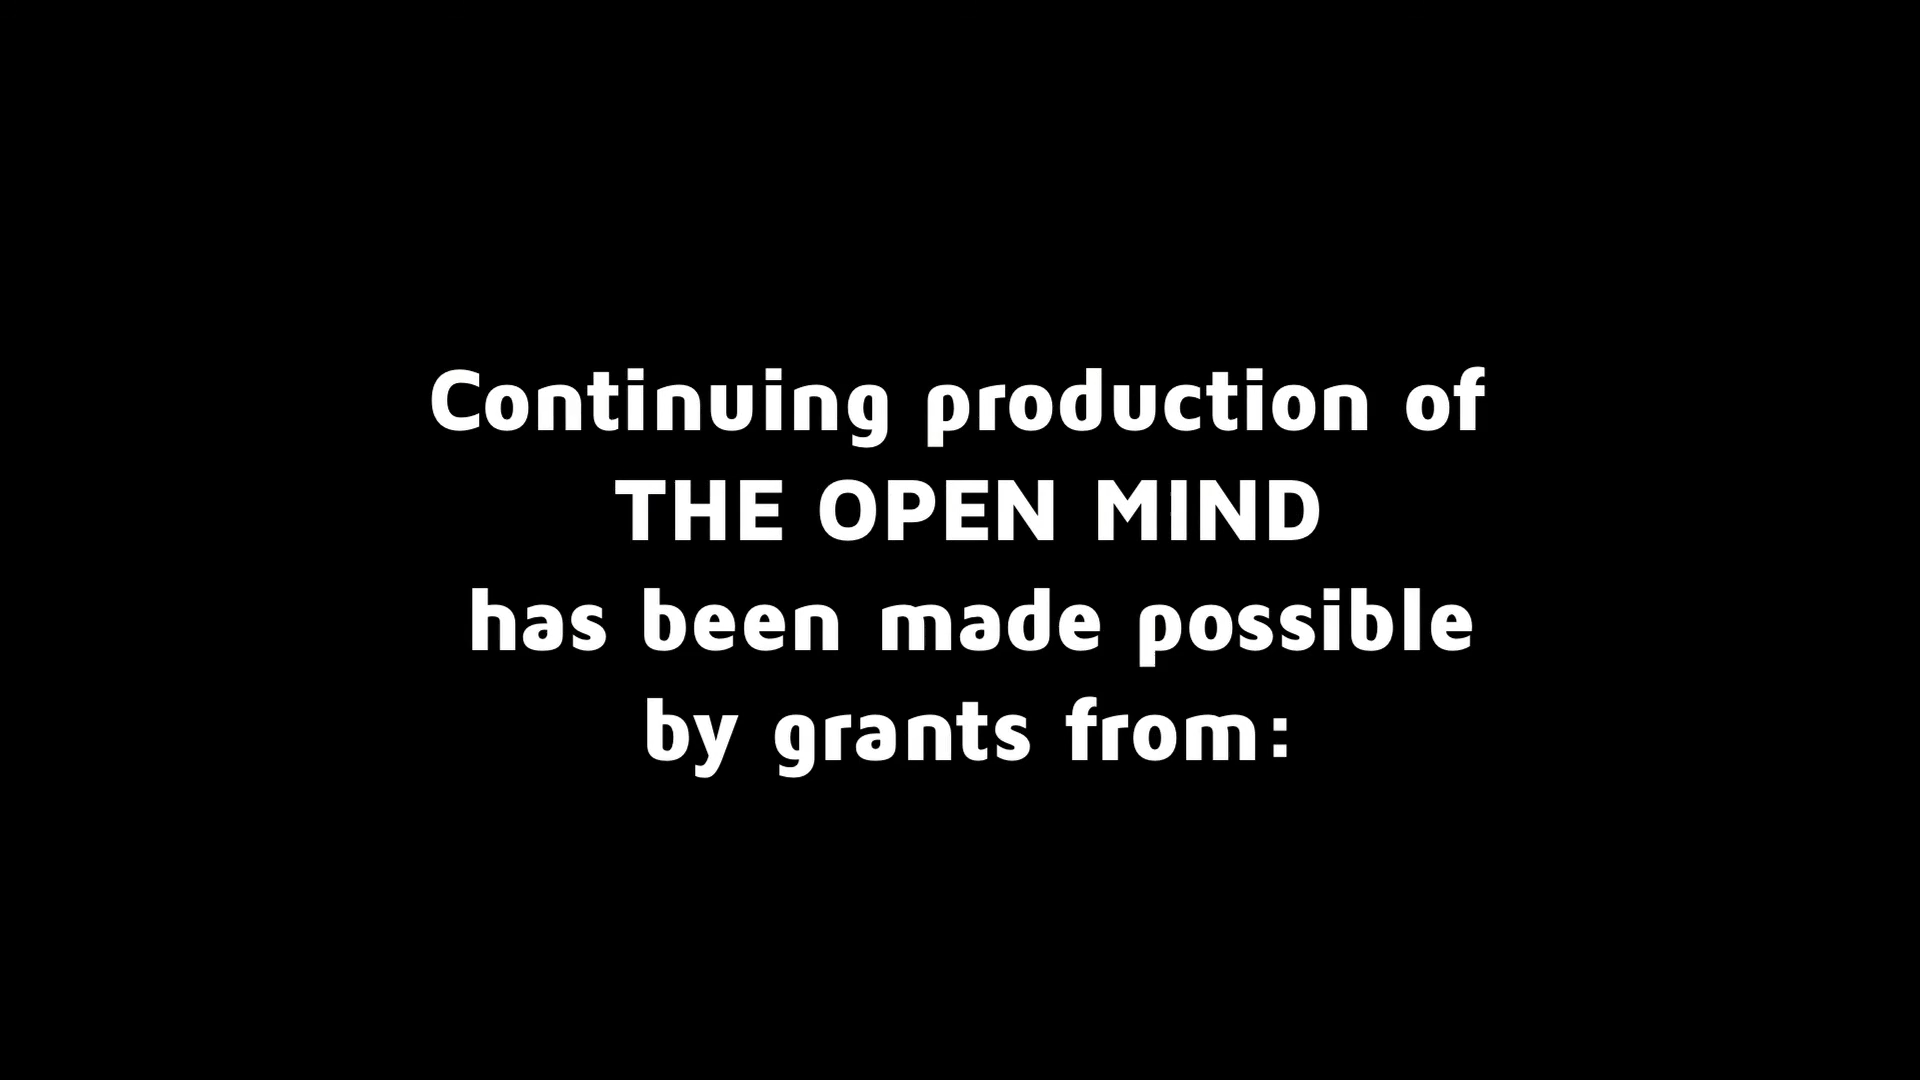 Continuing production of
THE OPEN MIND
has been made possible
by grants from: